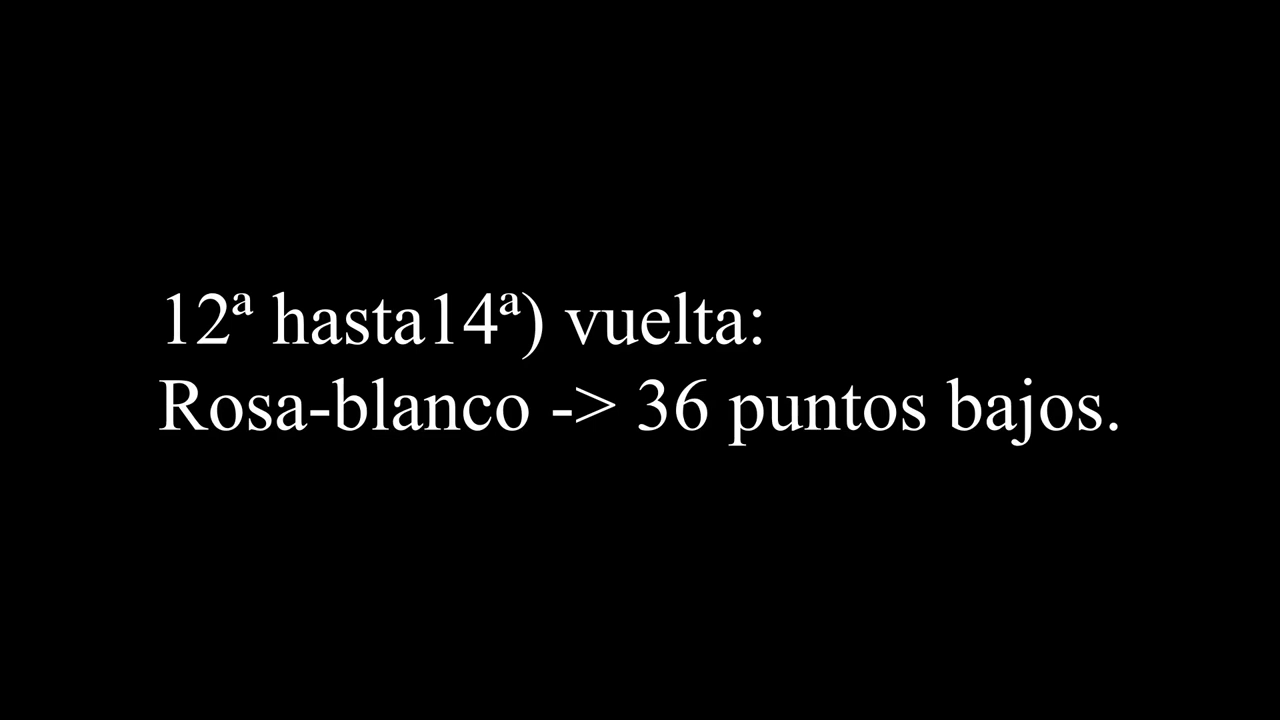 12ª hasta14ª) vuelta:
Rosa-blanco -> 36 puntos bajos.